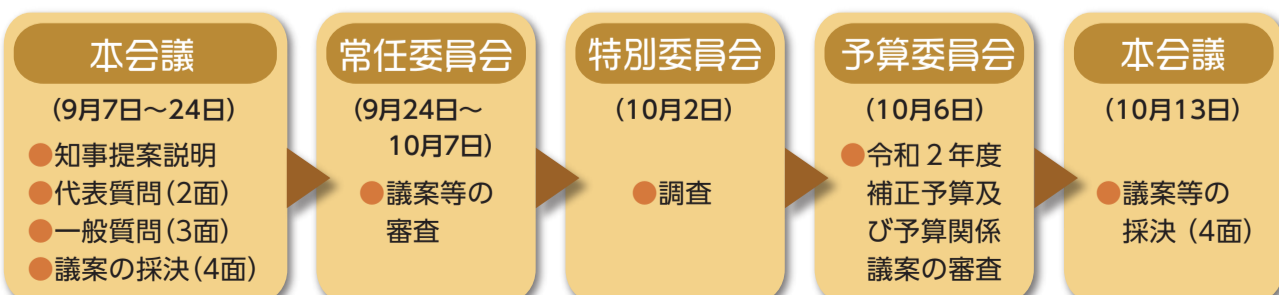 本会議
(9月7日～24日)
●知事提案説明
●代表質問(2面)
●一般質問(3面)
●議案の採決(4面)
常任委員会
(9月24日～
10月7日)
●議案等の
審査
特別委員会
(10月2日)
●調査
予算委員会
(10月6日)
●令和２年度
補正予算及
び予算関係
議案の審査
本会議
(10月13日)
●議案等の
採決（4面）